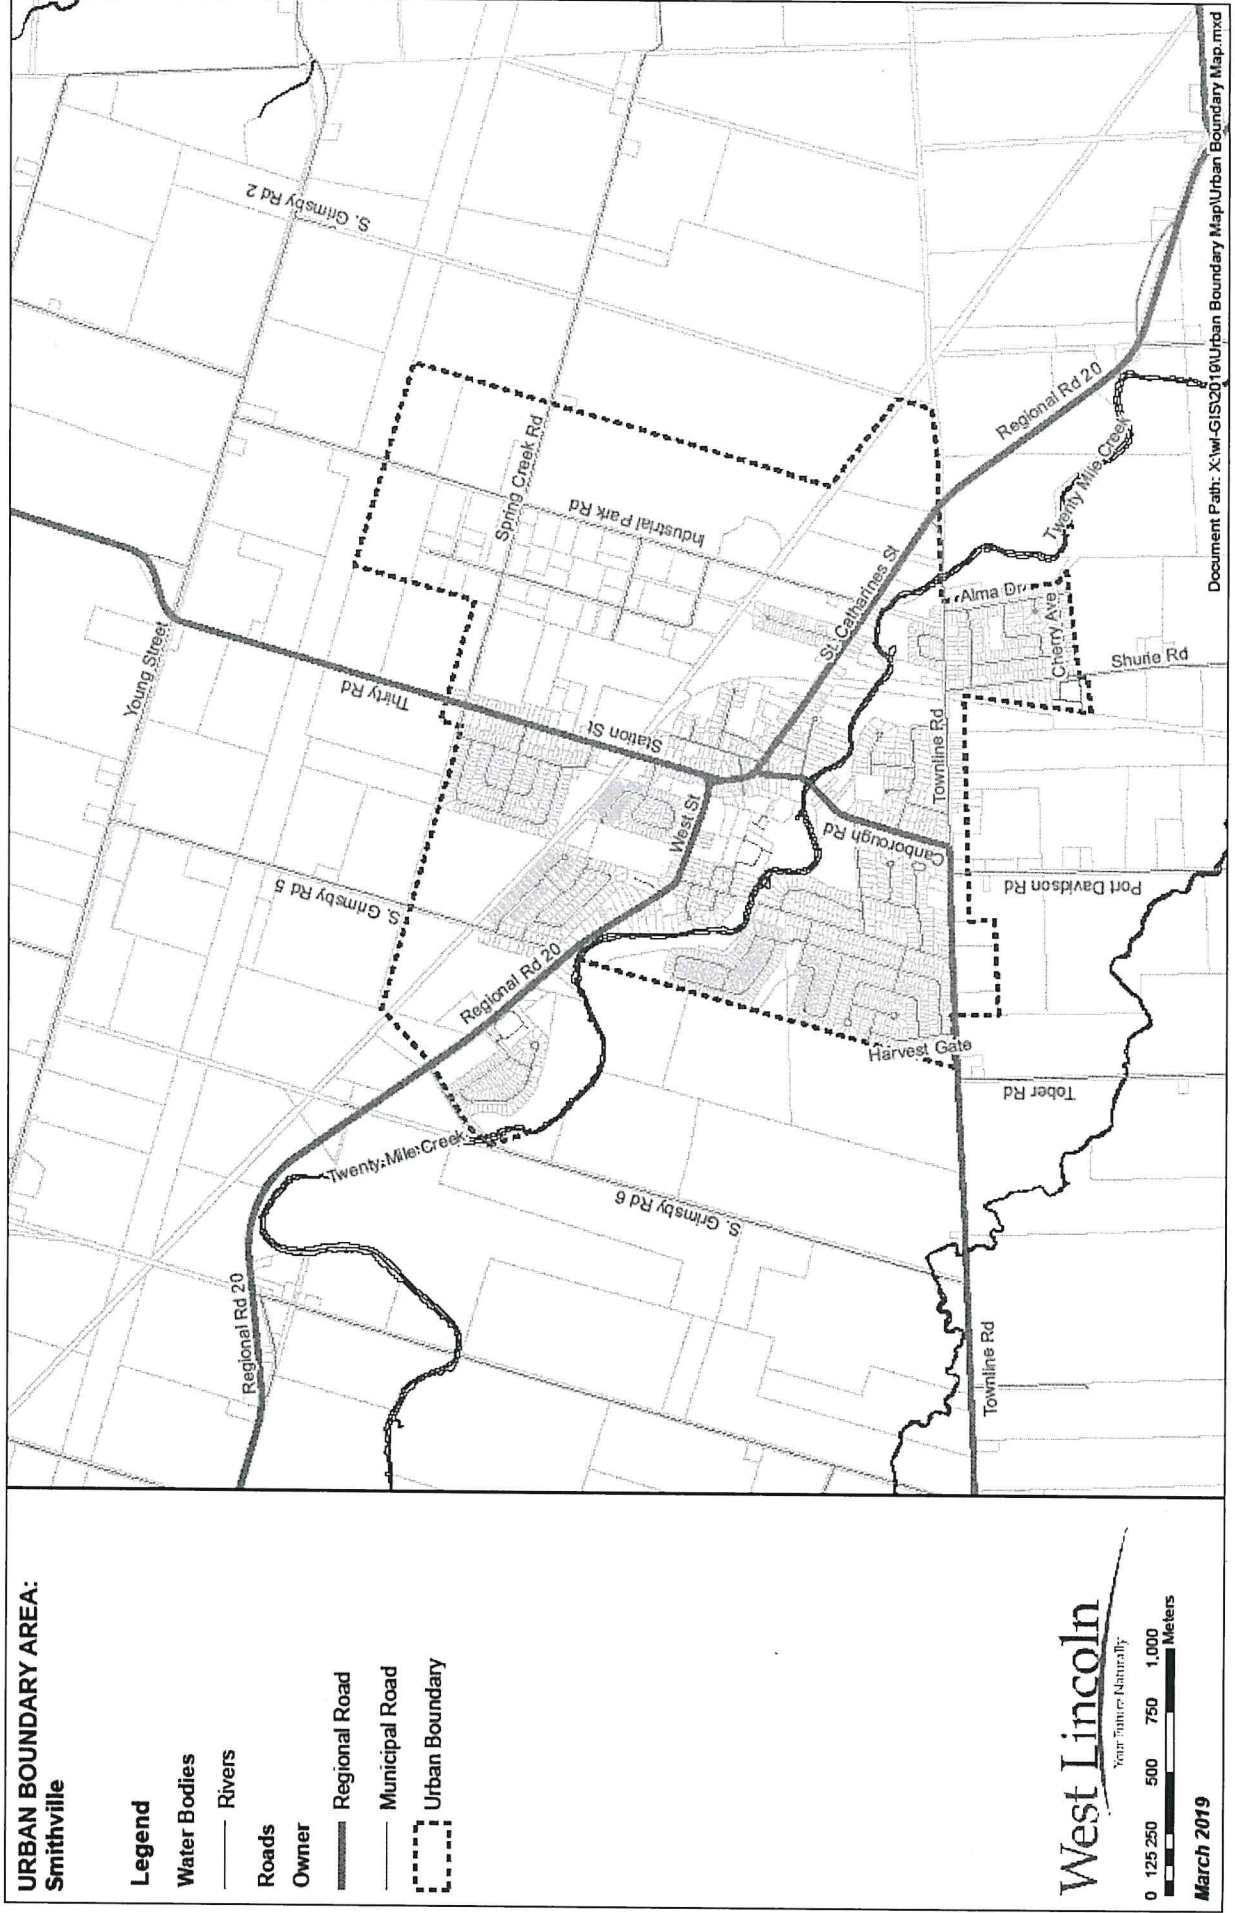 URBAN BOUNDARY AREA:
Smithville
Legend
Water Bodies
Rivers
Roads
Owner
Regional Road
Municipal Road
Urban Boundary
West Lincoln
Your Future Naturally
0 125 250 500 750 1,000
Meters
March 2019
Regional Rd 20
Twenty Mile Creek
S. Grimsby Rd 6
Townline Rd
Tober Rd
Harvest Gate
Regional Rd 20
S. Grimsby Rd 5
Port Davidson Rd
Canborough Rd
West St
Townline Rd
Station St
Thirty Rd
Young Street
St. Catharines St
Shurie Rd
Cherry Ave
Alma Dr
Industrial Park Rd
Spring Creek Rd
Twenty Mile Creek
Regional Rd 20
S. Grimsby Rd 2
Document Path: X:\wl-GIS\2019\Urban Boundary Map\Urban Boundary Map.mxd